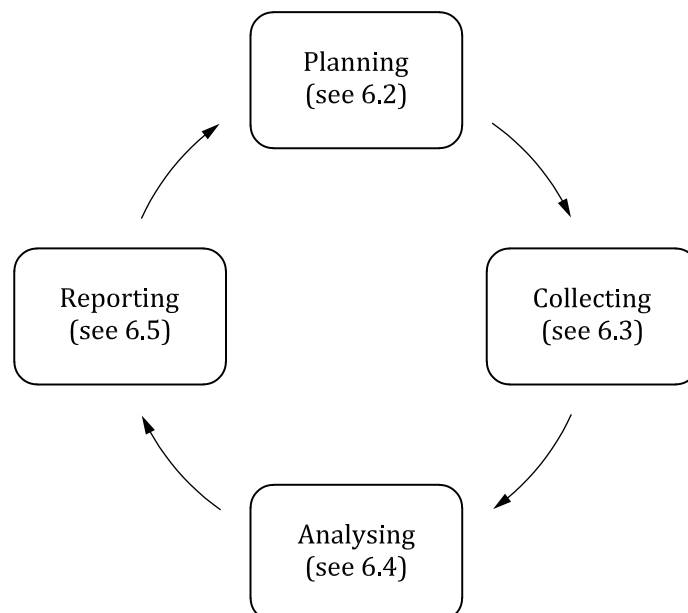 Planning
(see 6.2)
Reporting
(see 6.5)
Collecting
(see 6.3)
Analysing
(see 6.4)